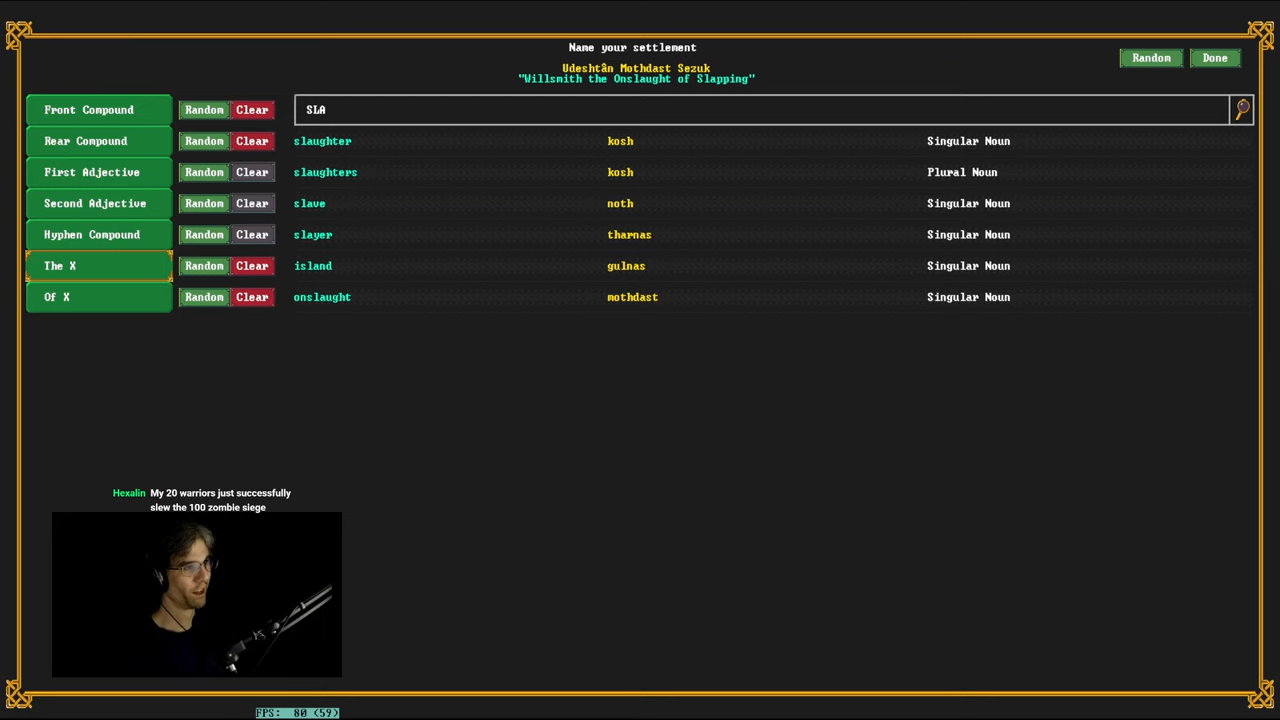 Name your settlement
Udeshtân Mothdast Sezuk
"Willsmith the Onslaught of Slapping"
Random Done
Front Compound Random Clear SLA
Rear Compound Random Clear slaughter kosh Singular Noun
First Adjective Random Clear slaughters kosh Plural Noun
Second Adjective Random Clear slave noth Singular Noun
Hyphen Compound Random Clear slayer tharnas Singular Noun
The X Random Clear island gulnas Singular Noun
Of X Random Clear onslaught mothdast Singular Noun
Hexalin My 20 warriors just successfully
slew the 100 zombie siege
FPS: 80 (59)